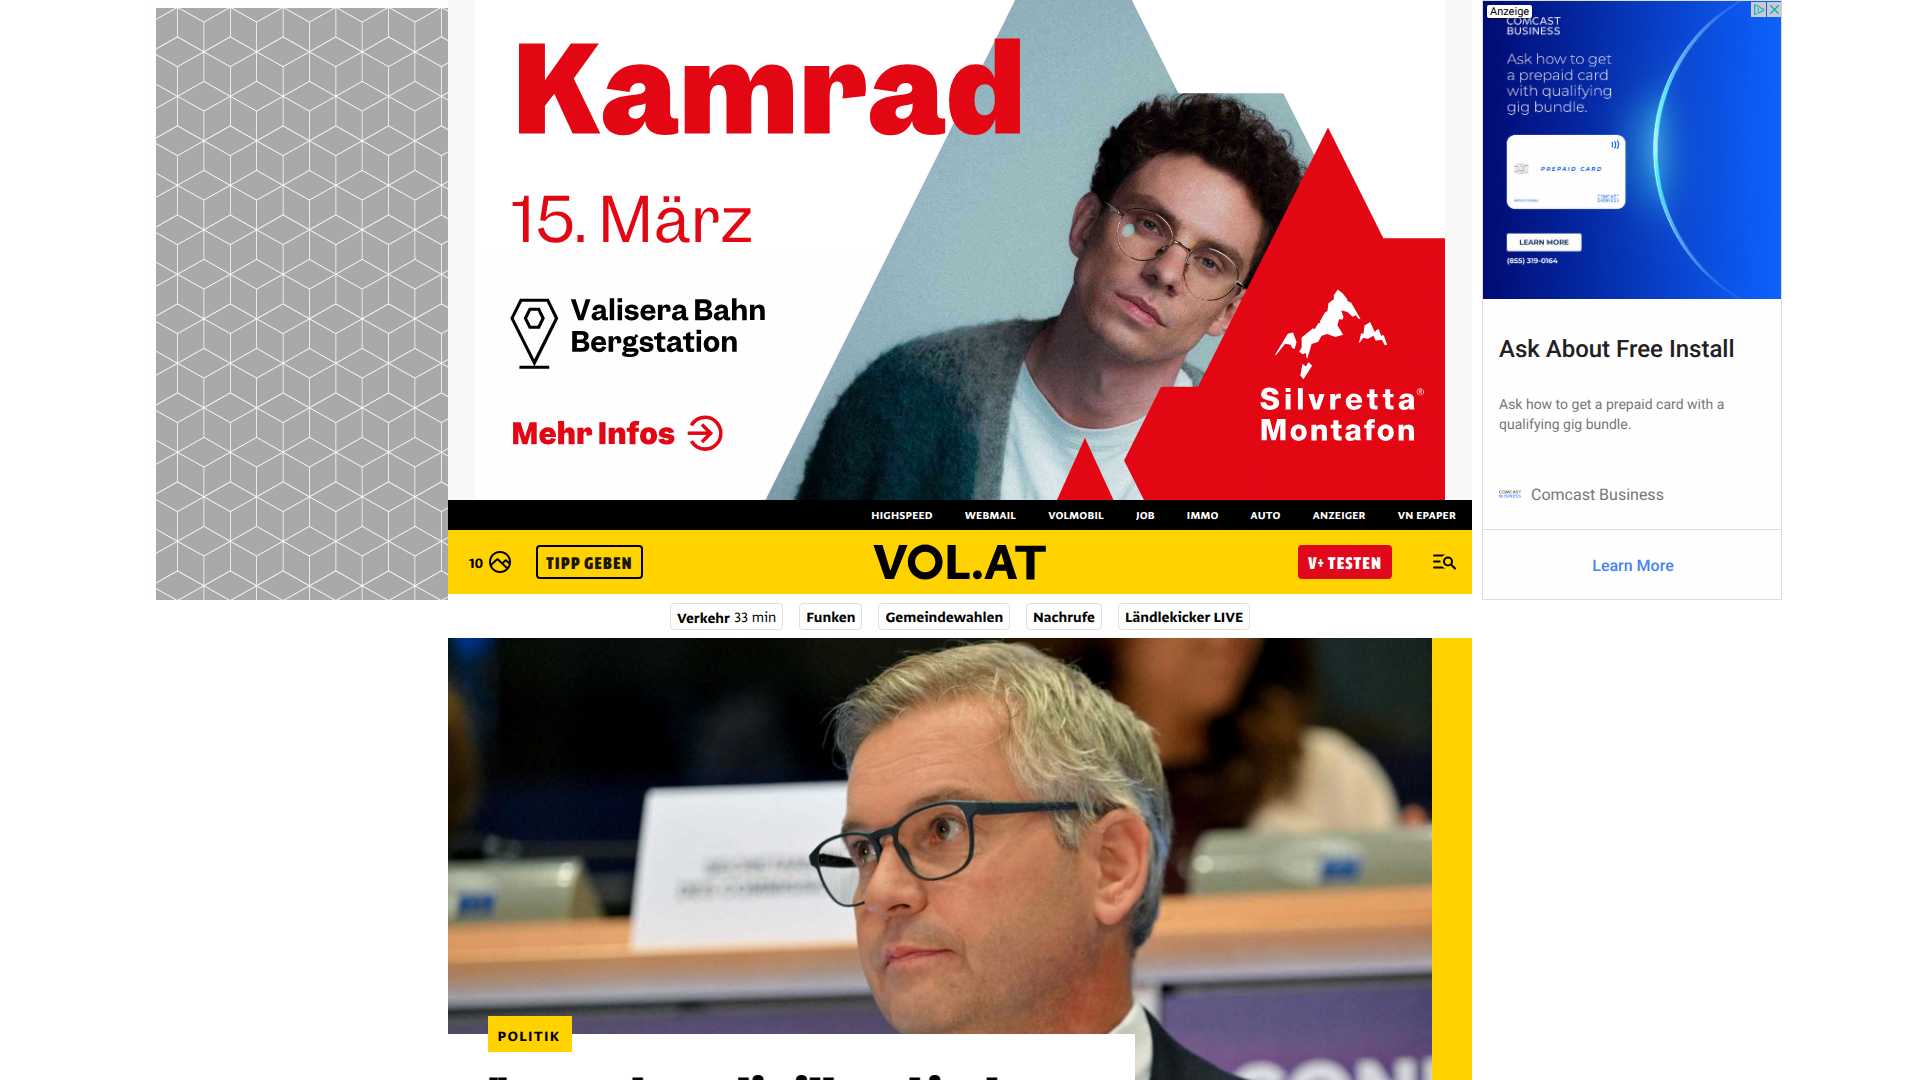 Kamrad
15. März
Valisera Bahn
Bergstation
Mehr Infos
Silvretta®
Montafon
Anzeige
COMCAST
BUSINESS
Ask how to get
a prepaid card
with qualifying
gig bundle.
PREPAID CARD
LEARN MORE
(855) 319-0164
Ask About Free Install
Ask how to get a prepaid card with a
qualifying gig bundle.
Comcast Business
Learn More
HIGHSPEED WEBMAIL VOLMOBIL JOB IMMO AUTO ANZEIGER VN EPAPER
10 TIPP GEBEN VOL.AT V+ TESTEN
Verkehr 33 min Funken Gemeindewahlen Nachrufe Ländlekicker LIVE
POLITIK